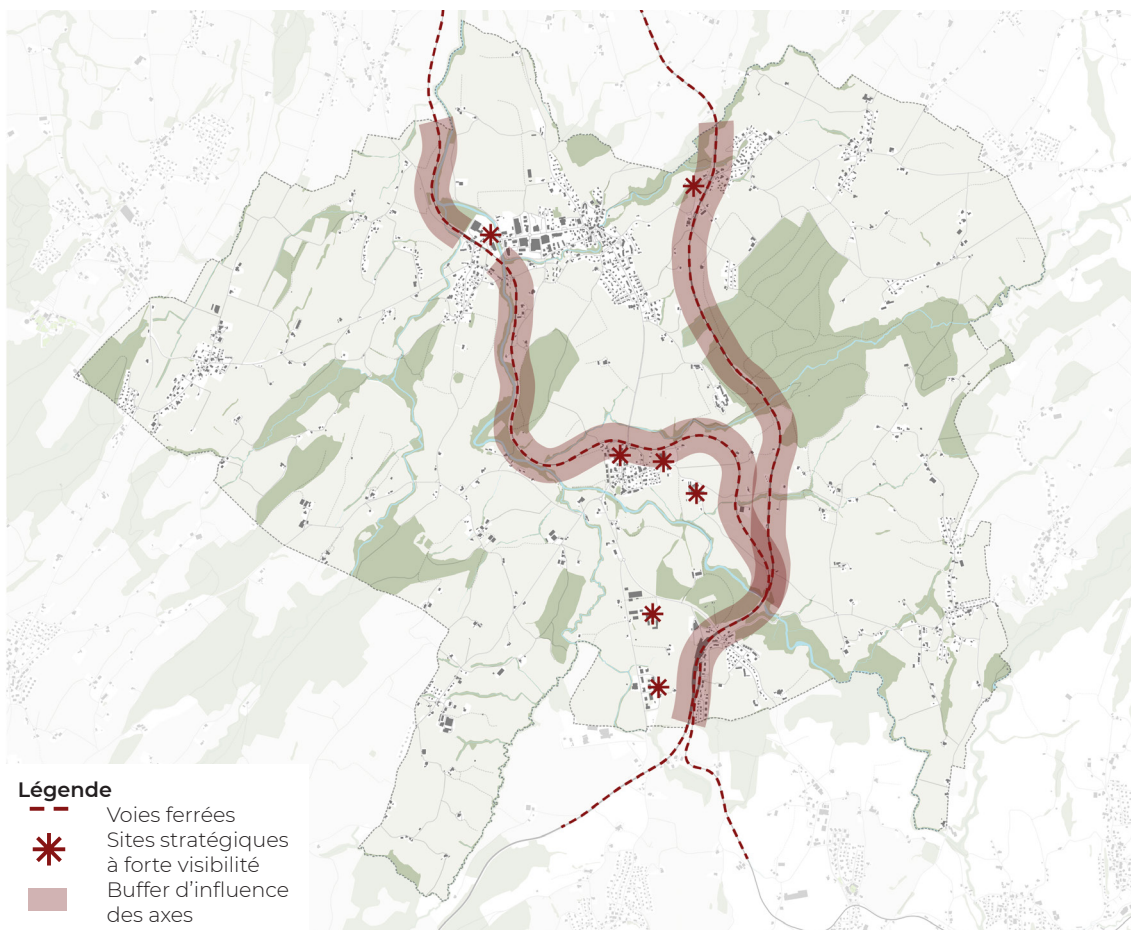 Légende
Voies ferrées
Sites stratégiques
à forte visibilité
Buffer d'influence
des axes